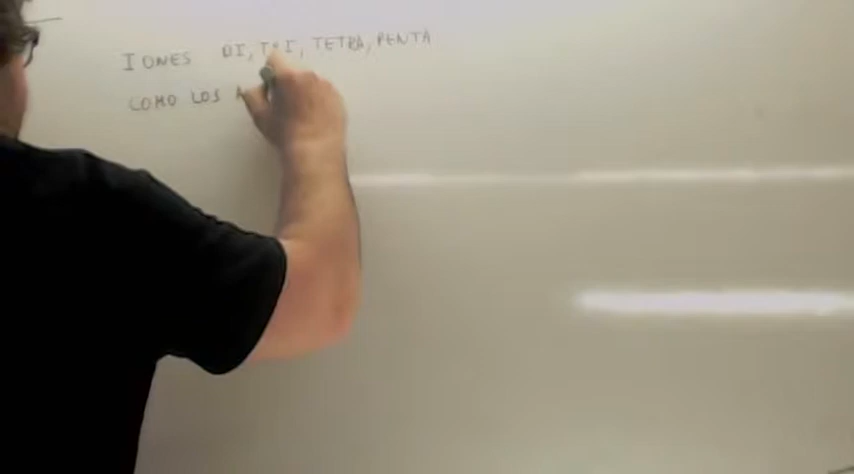 IONES DI, TRI, TETRA, PENTA
COMO LOS